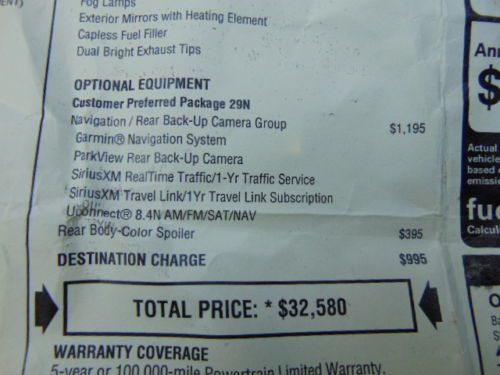 Fog Lamps
Exterior Mirrors with Heating Element
Capless Fuel Filler
Dual Bright Exhaust Tips
OPTIONAL EQUIPMENT
Customer Preferred Package 29N
Navigation / Rear Back-Up Camera Group $1,195
Garmin® Navigation System
ParkView Rear Back-Up Camera
SiriusXM RealTime Traffic/1-Yr Traffic Service
SiriusXM Travel Link/1Yr Travel Link Subscription
Uconnect® 8.4N AM/FM/SAT/NAV
Rear Body-Color Spoiler $395
DESTINATION CHARGE $995
TOTAL PRICE: * $32,580
WARRANTY COVERAGE
5-year or 100,000-mile Powertrain Limited Warranty.
Ann
$
Actual
vehicle
based
emissi
fue
Calcul